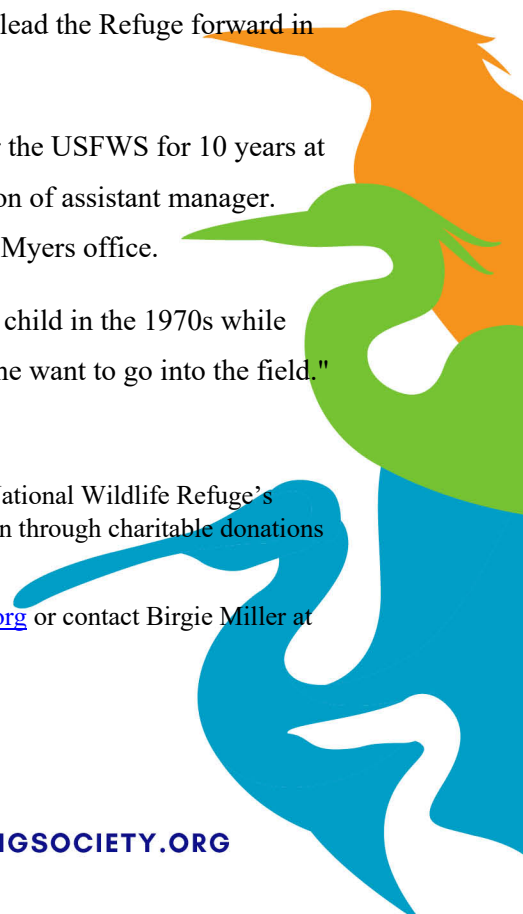 lead the Refuge forward in
the USFWS for 10 years at
on of assistant manager.
Myers office.
child in the 1970s while
me want to go into the field."
National Wildlife Refuge's
n through charitable donations
org or contact Birgie Miller at
NGSOCIETY.ORG